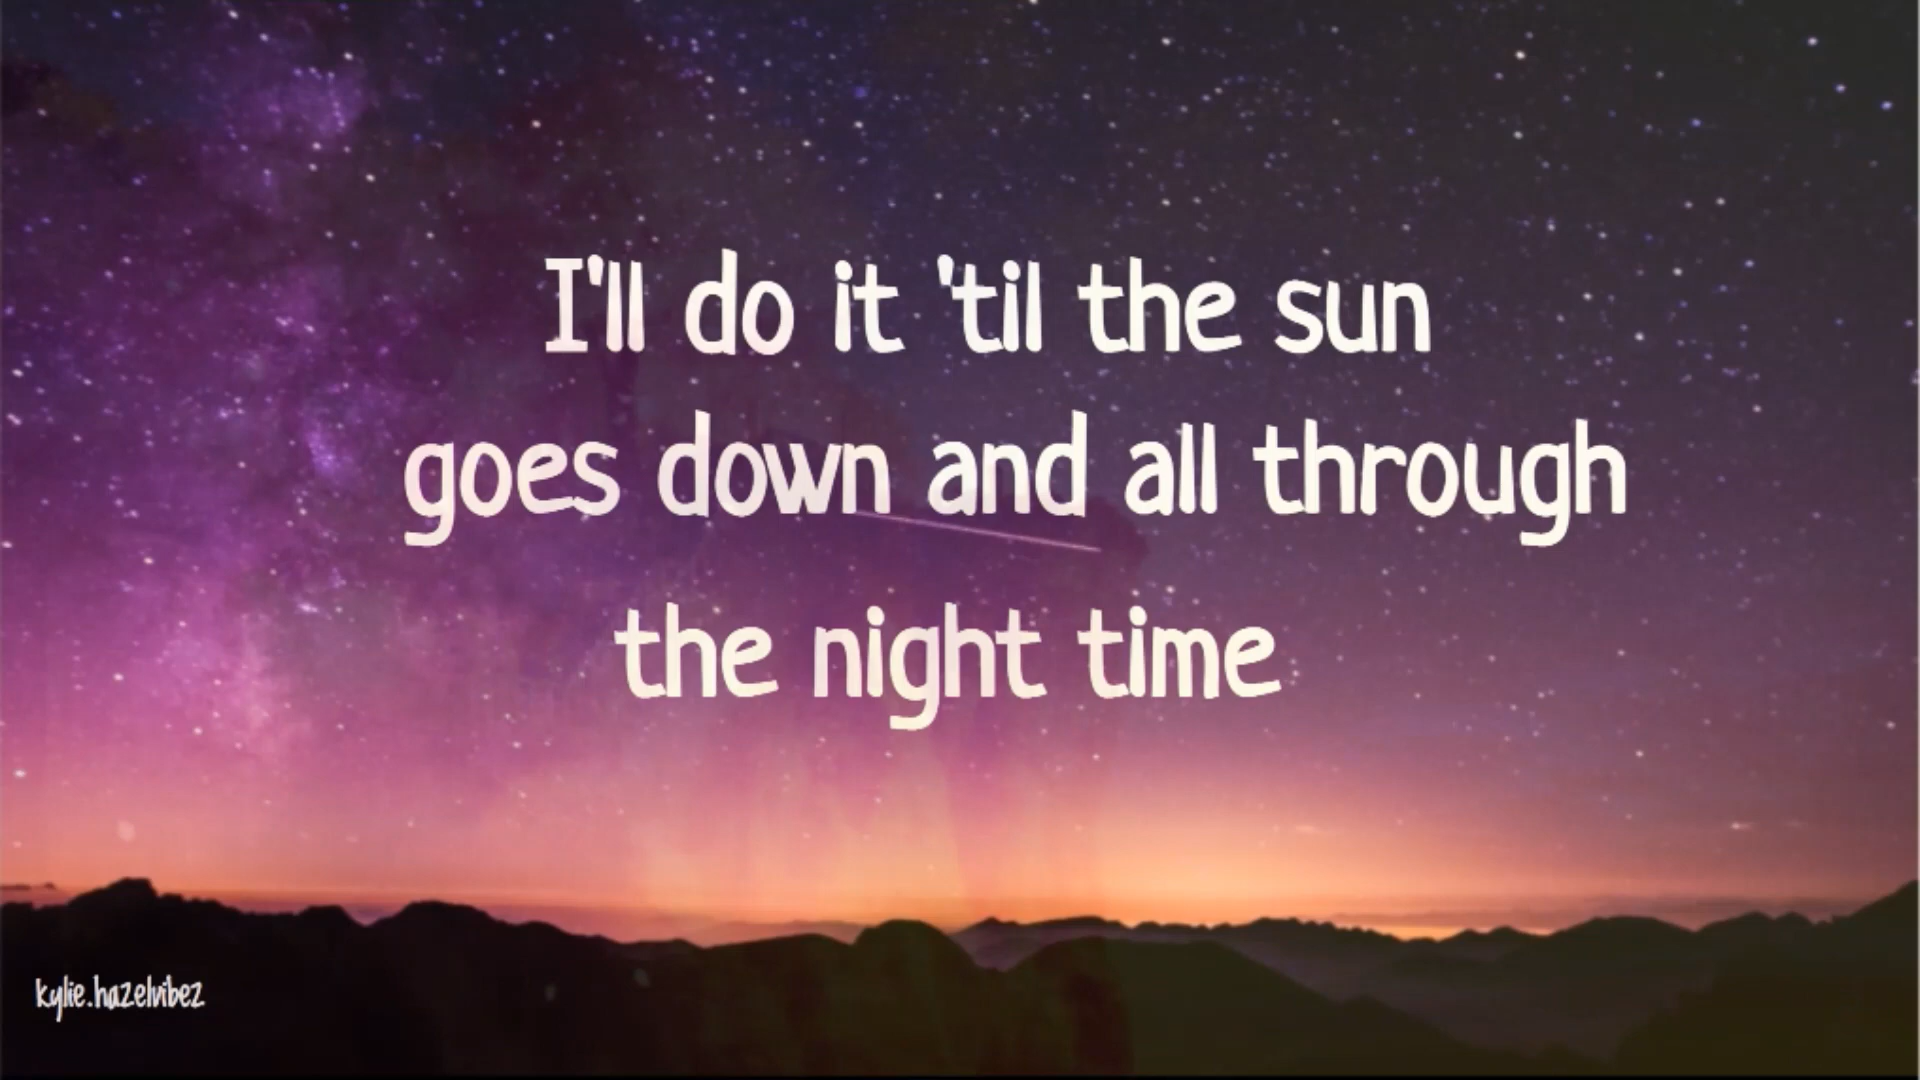 I'll do it 'til the sun
goes down and all through
the night time
kylie.hazelvibez